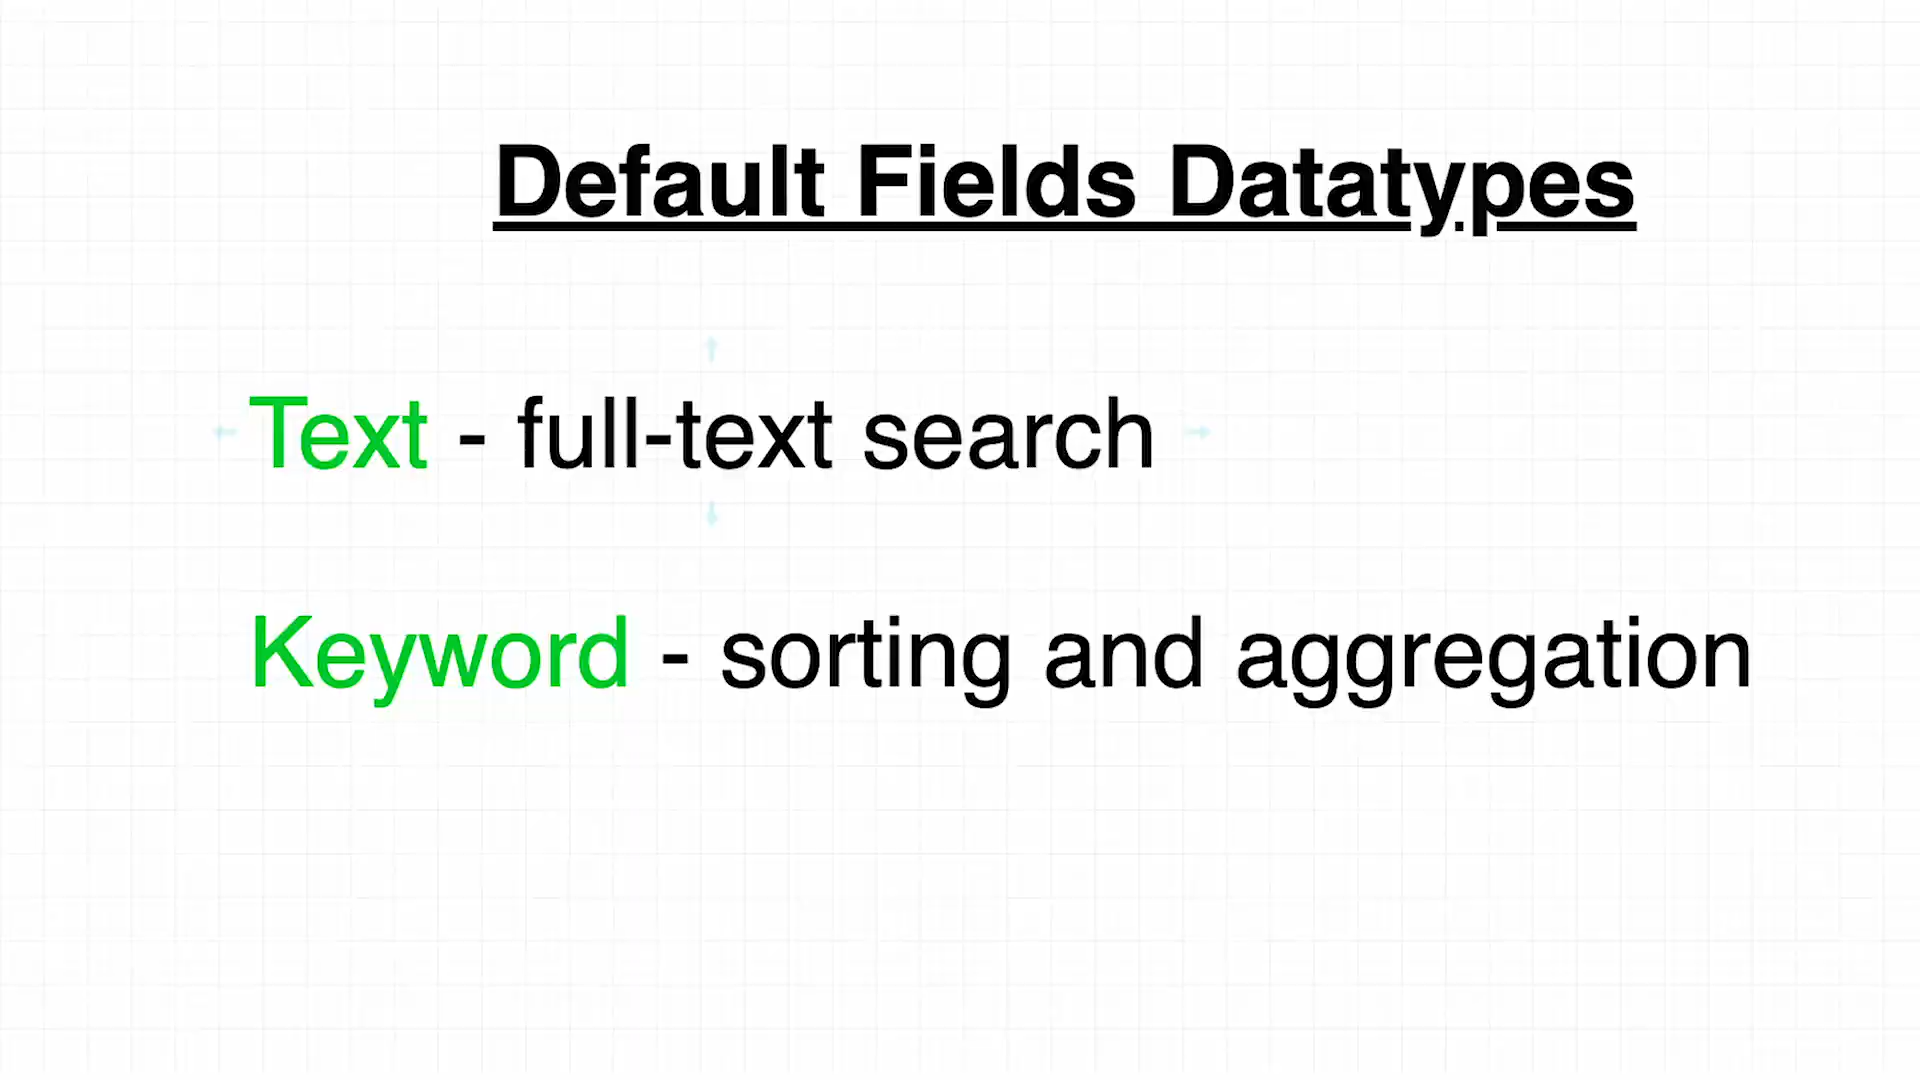 Default Fields Datatypes
Text - full-text search
Keyword - sorting and aggregation